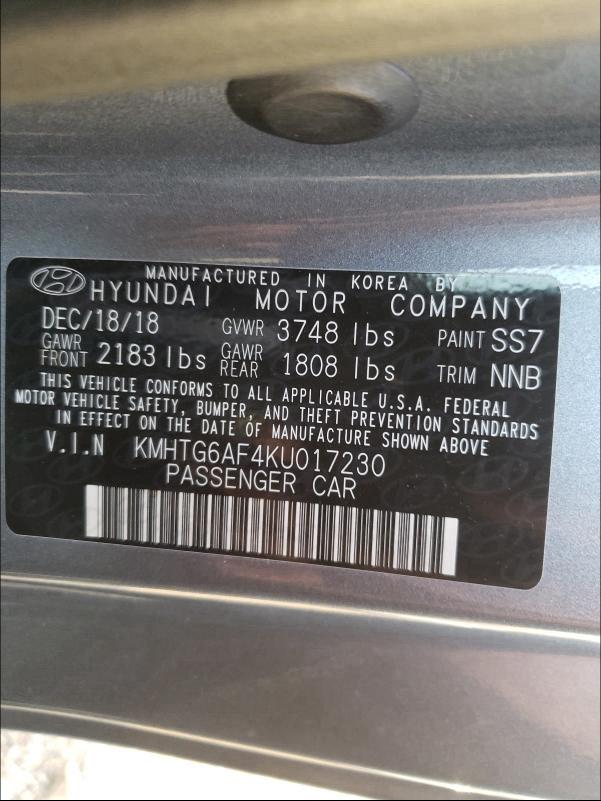 MANUFACTURED IN KOREA BY
HYUNDAI MOTOR COMPANY
DEC/18/18 GVWR 3748 lbs PAINT SS7
GAWR FRONT 2183 lbs GAWR REAR 1808 lbs TRIM NNB
THIS VEHICLE CONFORMS TO ALL APPLICABLE U.S.A. FEDERAL
MOTOR VEHICLE SAFETY, BUMPER, AND THEFT PREVENTION STANDARDS
IN EFFECT ON THE DATE OF MANUFACTURE SHOWN ABOVE
V.I.N KMHTG6AF4KU017230
PASSENGER CAR